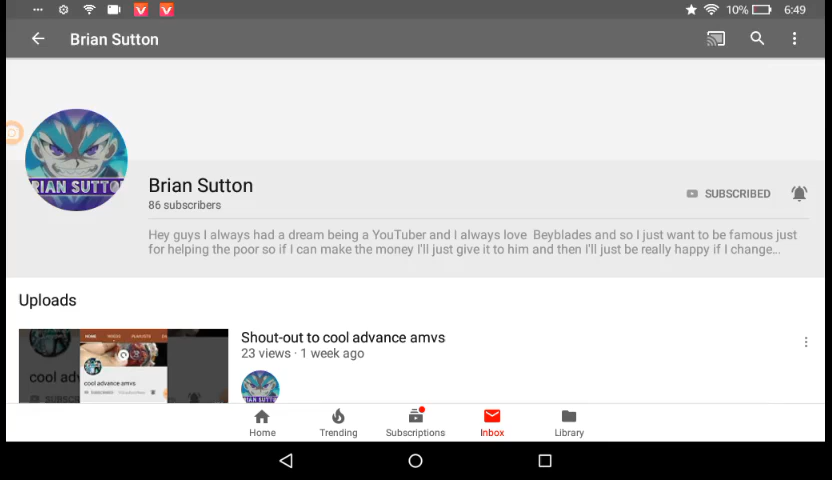 10% 6:49
Brian Sutton
BRIAN SUTTON
Brian Sutton
86 subscribers
SUBSCRIBED
Hey guys I always had a dream being a YouTuber and I always love Beyblades and so I just want to be famous just
for helping the poor so if I can make the money I'll just give it to him and then I'll just be really happy if I change...
Uploads
Shout-out to cool advance amvs
23 views · 1 week ago
HOME
cool adv
cool advance amvs
Home Trending Subscriptions Inbox Library